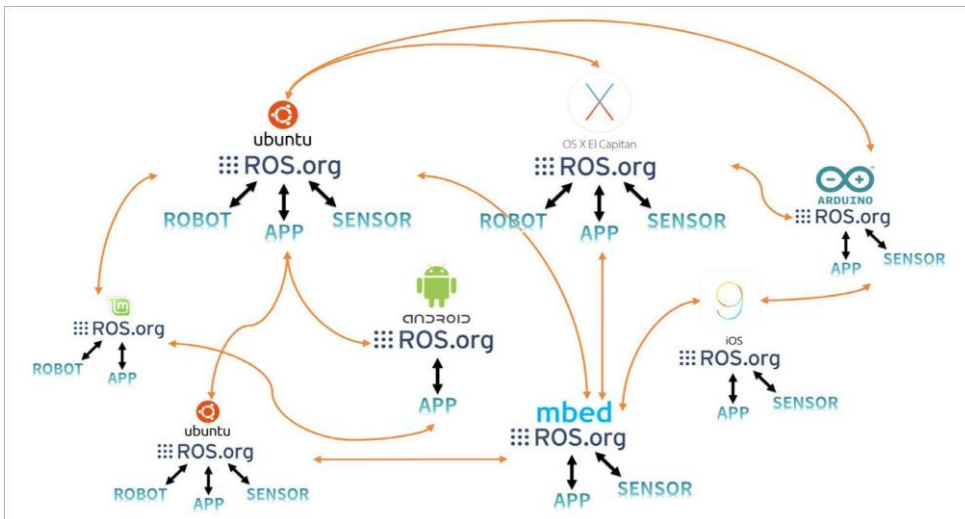 ubuntu
ROS.org
ROBOT
APP
SENSOR
OS X El Capitan
ROS.org
ROBOT
APP
SENSOR
ARDUINO
ROS.org
APP
SENSOR
ROS.org
ROBOT
APP
ANDROID
ROS.org
APP
9
iOS
ROS.org
APP
SENSOR
ubuntu
ROS.org
ROBOT
APP
SENSOR
mbed
ROS.org
APP
SENSOR